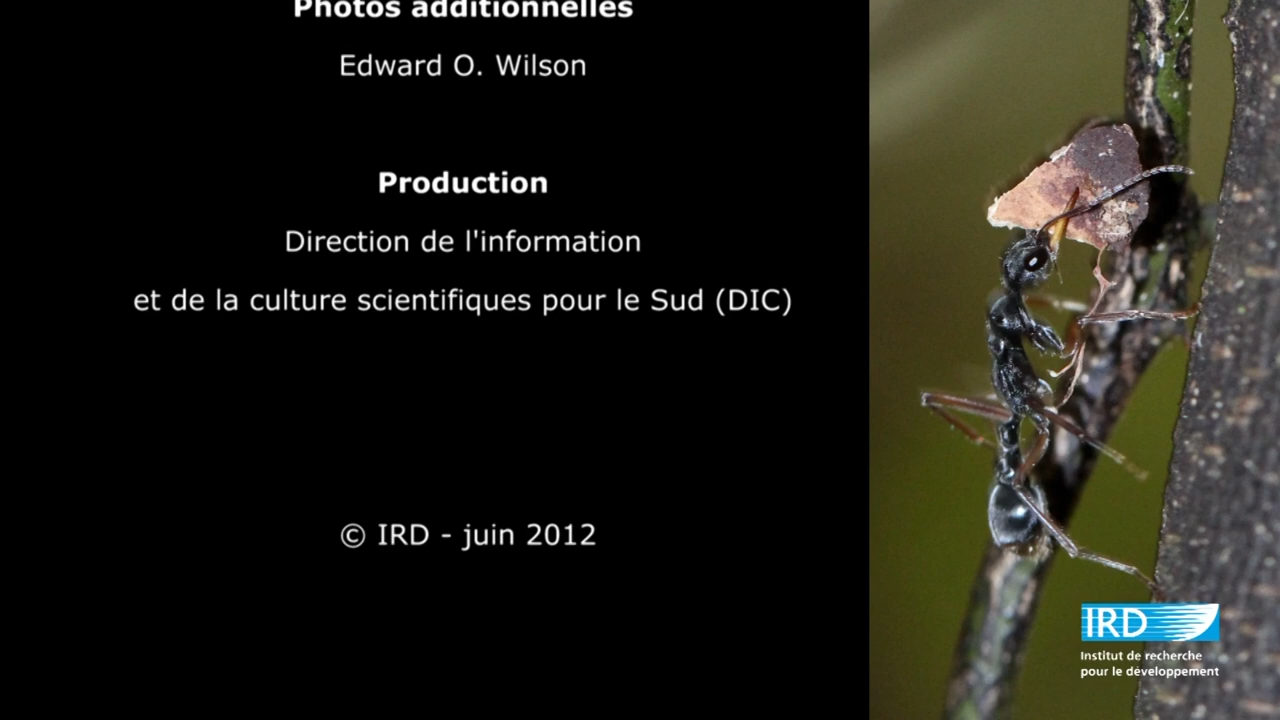 Photos additionnelles
Edward O. Wilson
Production
Direction de l'information
et de la culture scientifiques pour le Sud (DIC)
© IRD - juin 2012
IRD
Institut de recherche
pour le développement